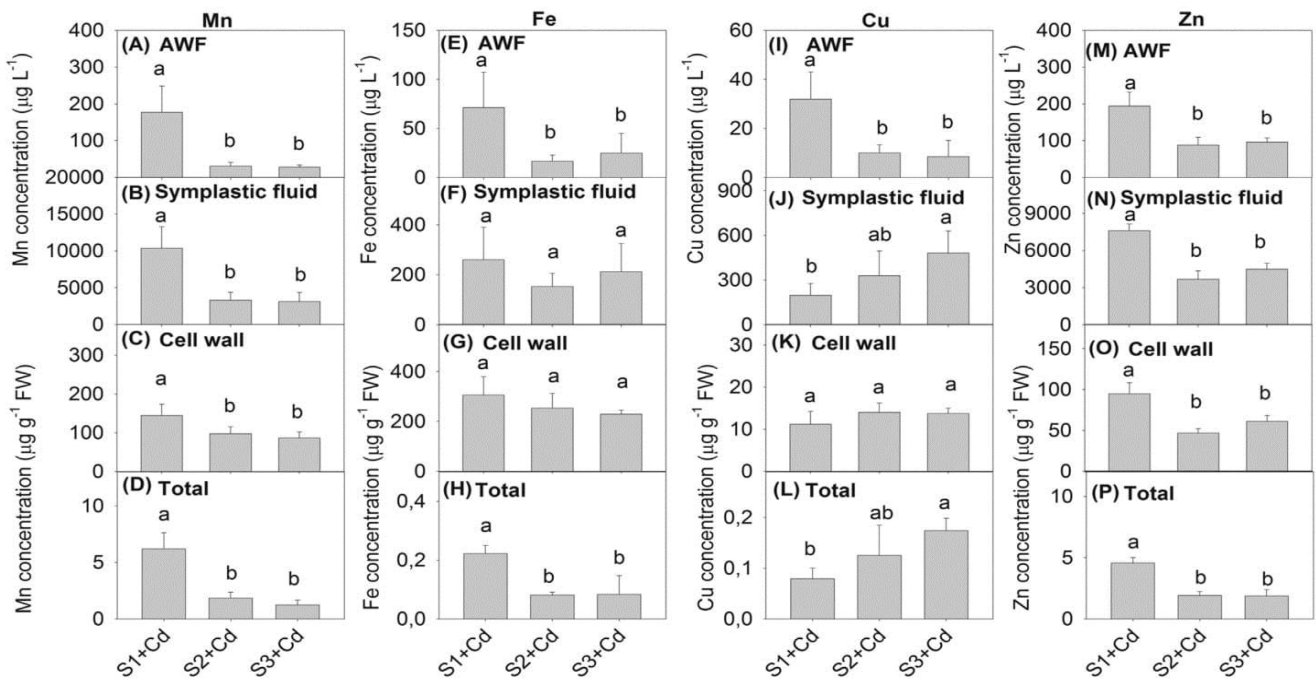 Mn
Fe
Cu
Zn
(A) AWF
Mn concentration (μg L⁻¹)
400
300
200
100
a
b
b
(E) AWF
Fe concentration (μg L⁻¹)
150
100
50
0
a
b
b
(I) AWF
Cu concentration (μg L⁻¹)
60
40
20
0
a
b
b
(M) AWF
Zn concentration (μg L⁻¹)
400
300
200
100
0
a
b
b
(B) Symplastic fluid
20000
15000
10000
5000
0
a
b
b
(F) Symplastic fluid
400
200
0
a
a
a
(J) Symplastic fluid
900
600
300
0
b
ab
a
(N) Symplastic fluid
9000
6000
3000
0
a
b
b
(C) Cell wall
Mn concentration (μg g⁻¹ FW)
300
200
100
0
a
b
b
(G) Cell wall
Fe concentration (μg g⁻¹ FW)
400
200
0
a
a
a
(K) Cell wall
Cu concentration (μg g⁻¹ FW)
30
20
10
0
a
a
a
(O) Cell wall
Zn concentration (μg g⁻¹ FW)
150
100
50
0
a
b
b
(D) Total
10
5
0
a
b
b
(H) Total
0,4
0,2
0,0
a
b
b
(L) Total
0,2
0,1
0,0
b
ab
a
(P) Total
10
5
0
a
b
b
S1+Cd
S2+Cd
S3+Cd
S1+Cd
S2+Cd
S3+Cd
S1+Cd
S2+Cd
S3+Cd
S1+Cd
S2+Cd
S3+Cd